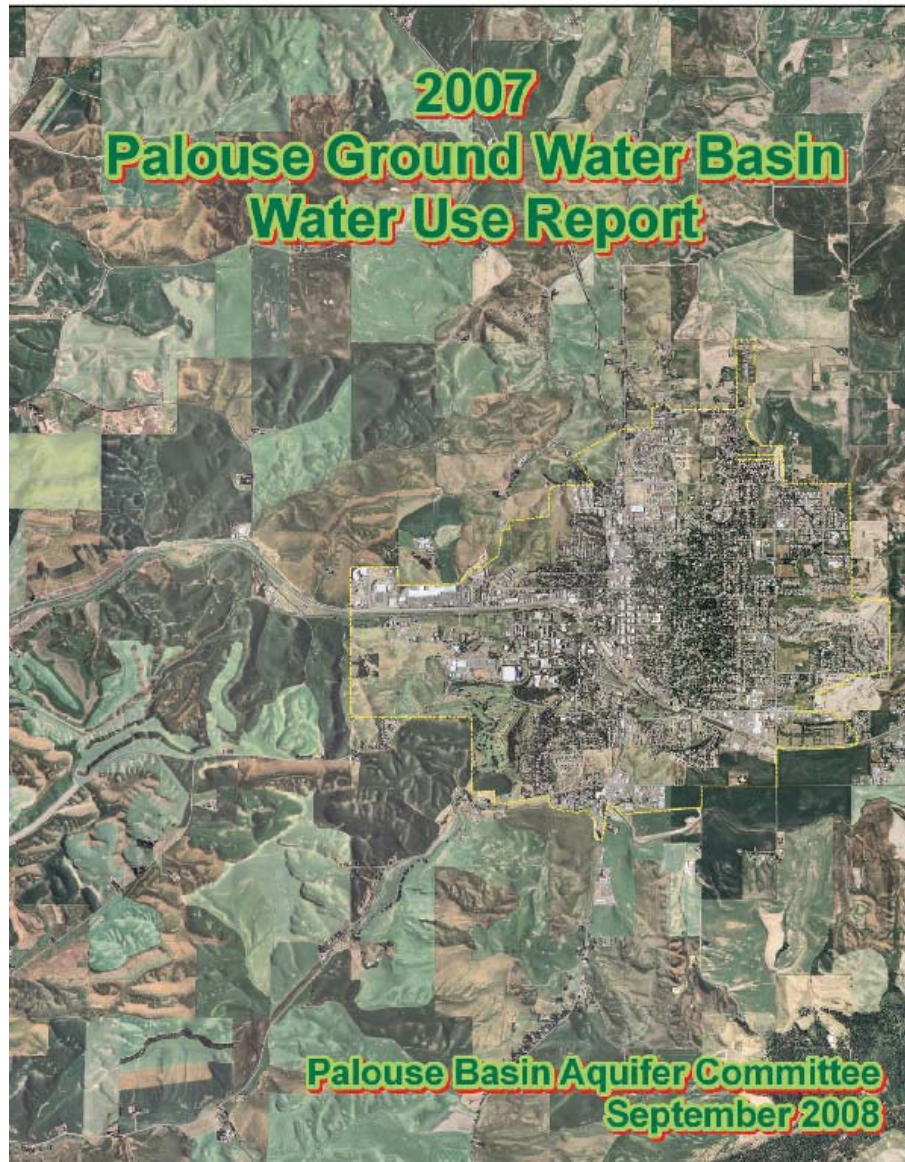 2007
Palouse Ground Water Basin
Water Use Report
Palouse Basin Aquifer Committee
September 2008